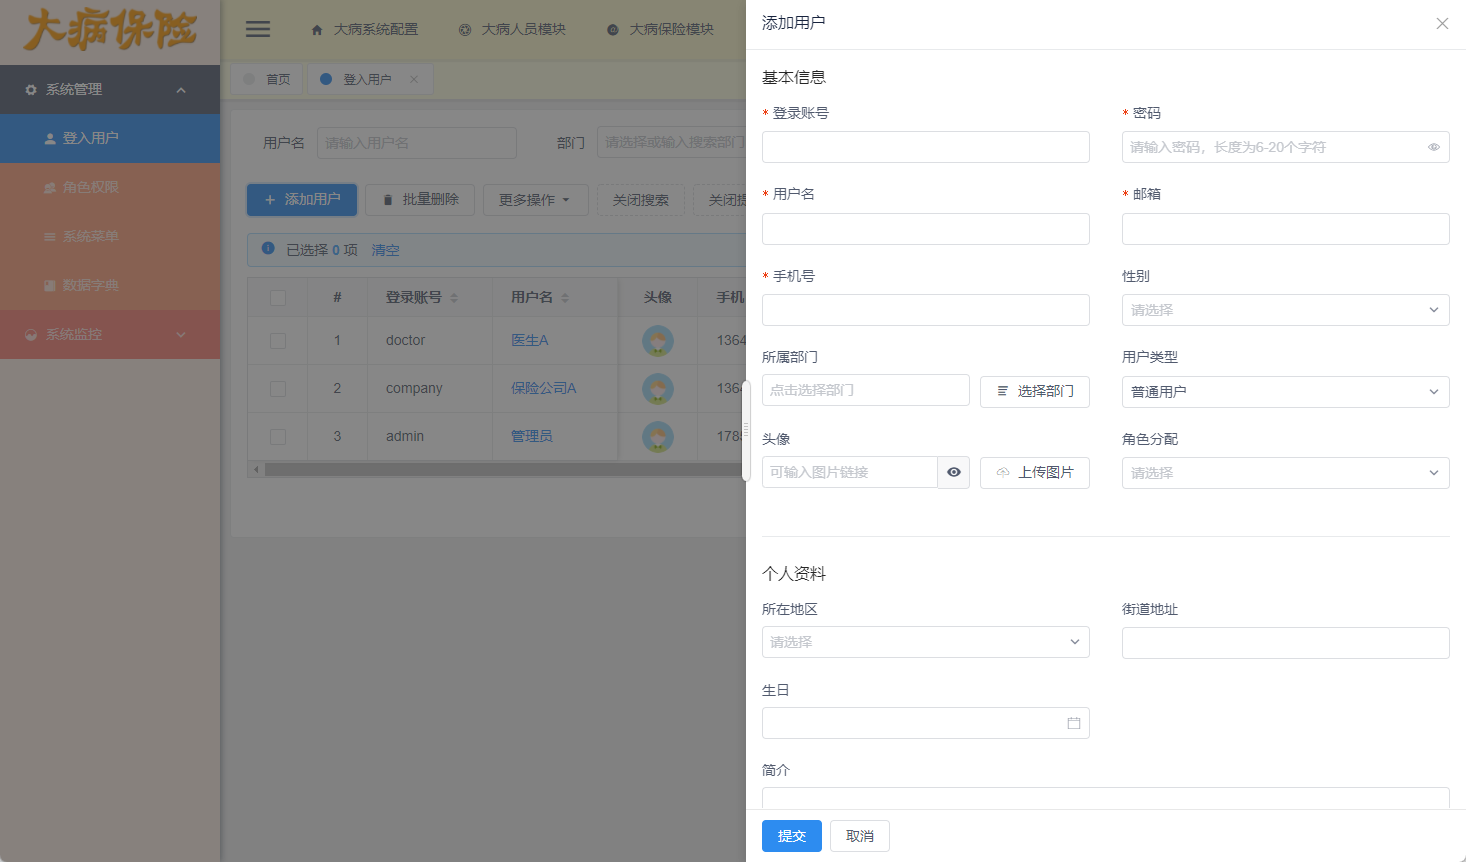 大病保险
系统管理
登入用户
角色权限
系统菜单
数据字典
系统监控
大病系统配置
大病人员模块
大病保险模块
首页
登入用户
用户名
请输入用户名
部门
请选择或输入搜索部门
添加用户
批量删除
更多操作
关闭搜索
关闭提
已选择 0 项 清空
# 登录账号 用户名 头像 手机
1 doctor 医生A 1364
2 company 保险公司A 1364
3 admin 管理员 1785
添加用户
基本信息
* 登录账号
* 密码
请输入密码，长度为6-20个字符
* 用户名
* 邮箱
* 手机号
性别
请选择
所属部门
用户类型
点击选择部门
选择部门
普通用户
头像
角色分配
可输入图片链接
上传图片
请选择
个人资料
所在地区
街道地址
请选择
生日
简介
提交
取消